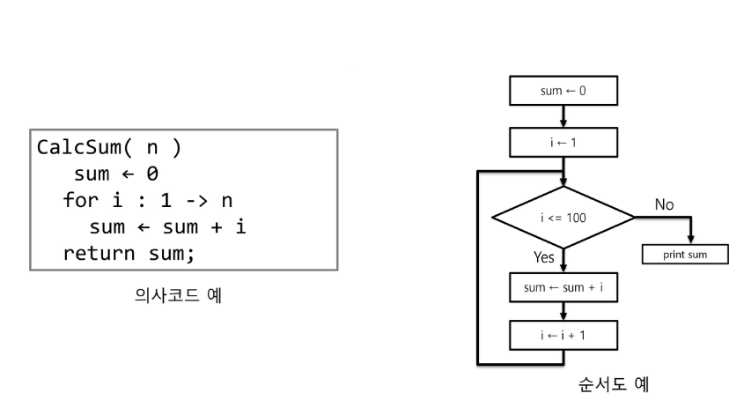 CalcSum( n )
sum ← 0
for i : 1 -> n
sum ← sum + i
return sum;
의사코드 예
sum ← 0
i ← 1
i <= 100
No
print sum
Yes
sum ← sum + i
i ← i + 1
순서도 예